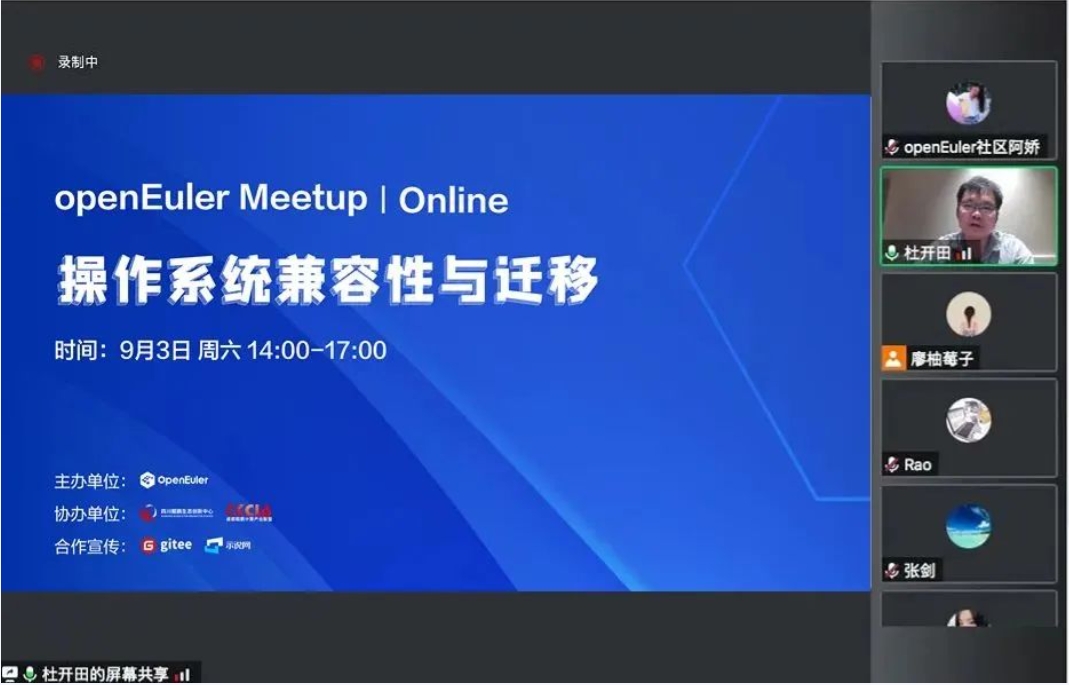 录制中
openEuler Meetup | Online
操作系统兼容性与迁移
时间：9月3日 周六 14:00-17:00
主办单位： OpenEuler
协办单位：
合作宣传： gitee 示说网
openEuler社区阿娇
杜开田
廖柚莓子
Rao
张剑
杜开田的屏幕共享